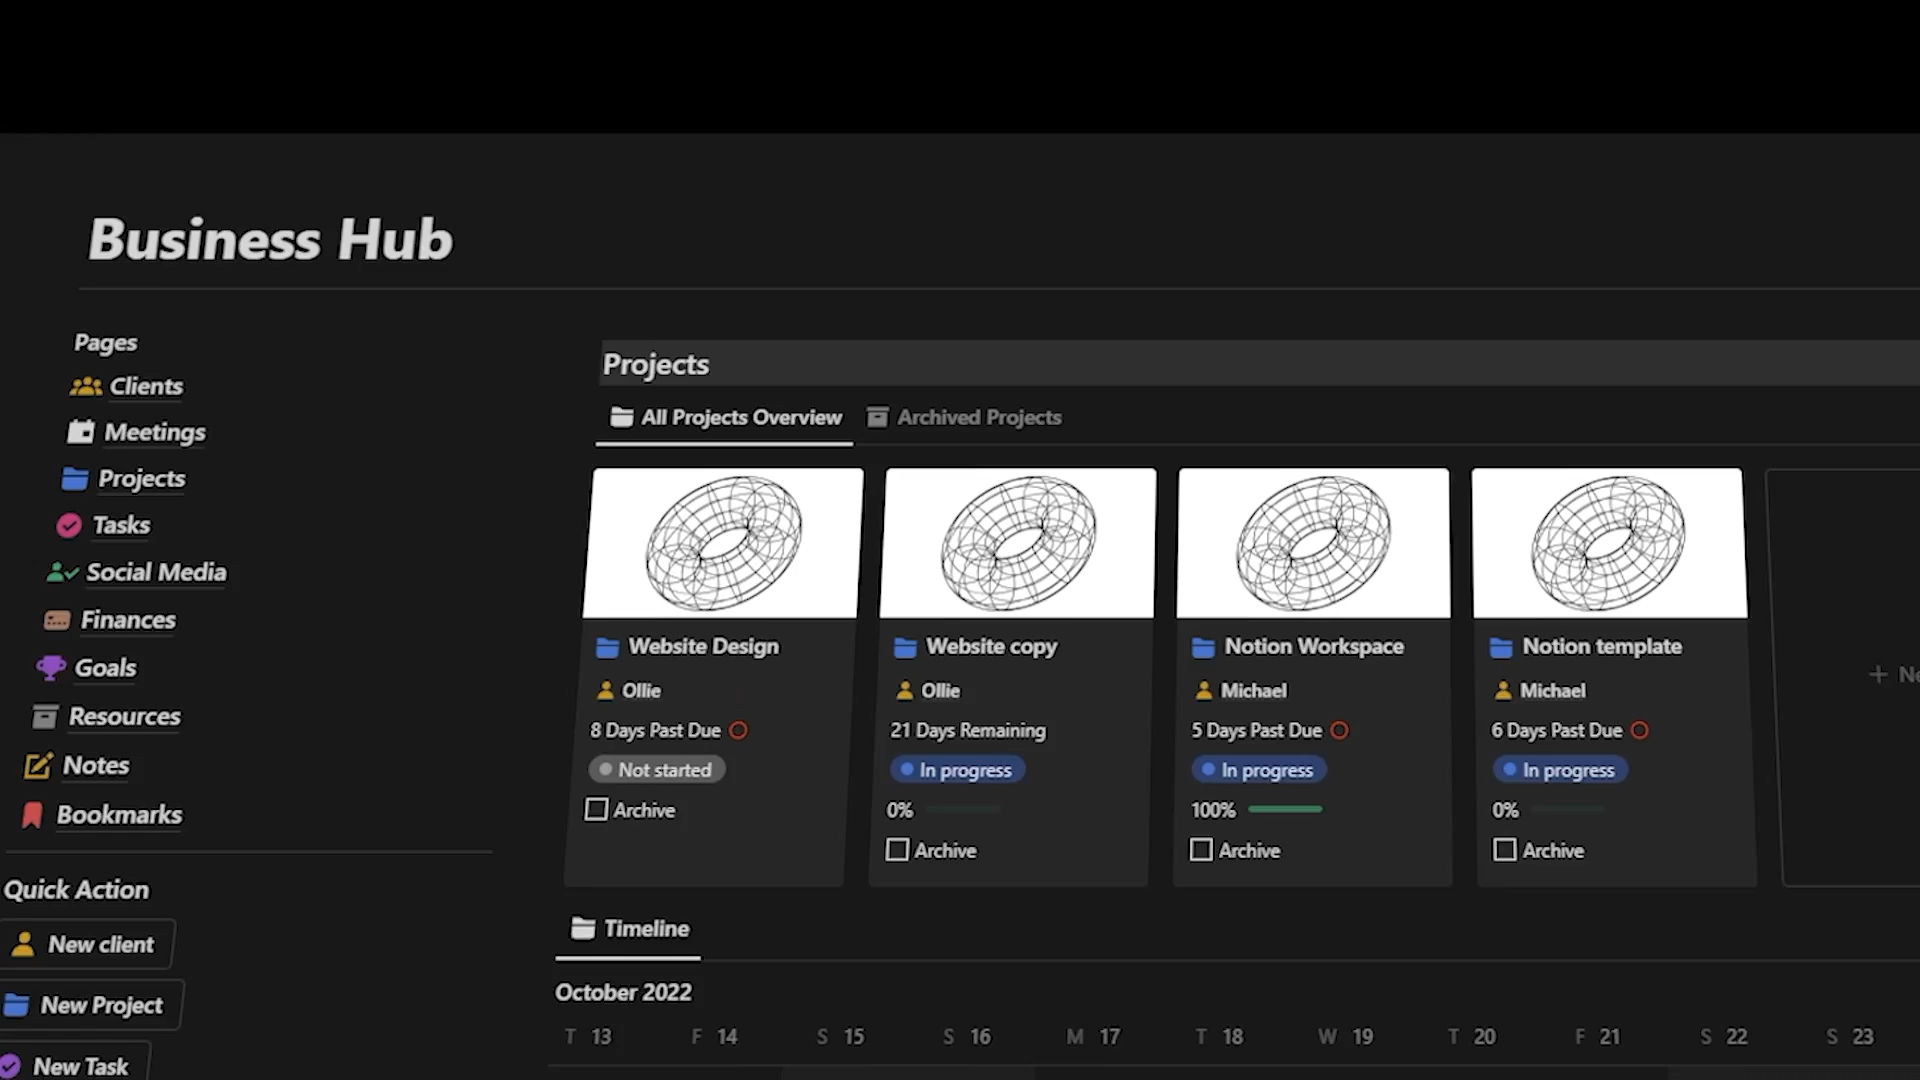 Business Hub
Pages
Clients
Meetings
Projects
Tasks
Social Media
Finances
Goals
Resources
Notes
Bookmarks
Quick Action
New client
New Project
New Task
Projects
All Projects Overview Archived Projects
Website Design
Ollie
8 Days Past Due
Not started
Archive
Website copy
Ollie
21 Days Remaining
In progress
0%
Archive
Notion Workspace
Michael
5 Days Past Due
In progress
100%
Archive
Notion template
Michael
6 Days Past Due
In progress
0%
Archive
+ Ne
Timeline
October 2022
T 13 F 14 S 15 S 16 M 17 T 18 W 19 T 20 F 21 S 22 S 23